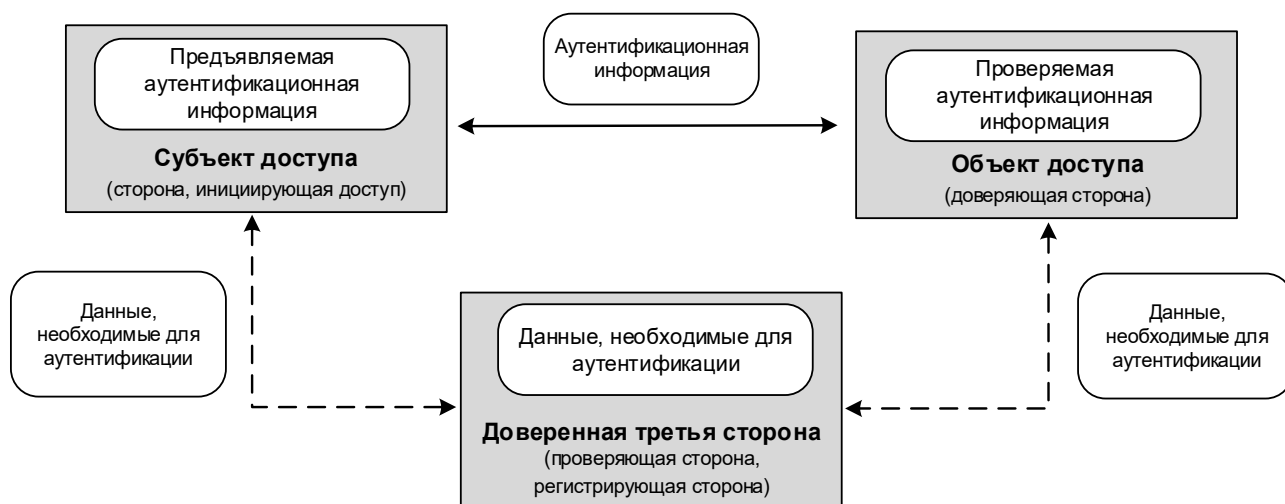 Предъявляемая
аутентификационная
информация
Субъект доступа
(сторона, инициирующая доступ)
Аутентификационная
информация
Проверяемая
аутентификационная
информация
Объект доступа
(доверяющая сторона)
Данные,
необходимые для
аутентификации
Данные, необходимые для
аутентификации
Доверенная третья сторона
(проверяющая сторона,
регистрирующая сторона)
Данные,
необходимые для
аутентификации